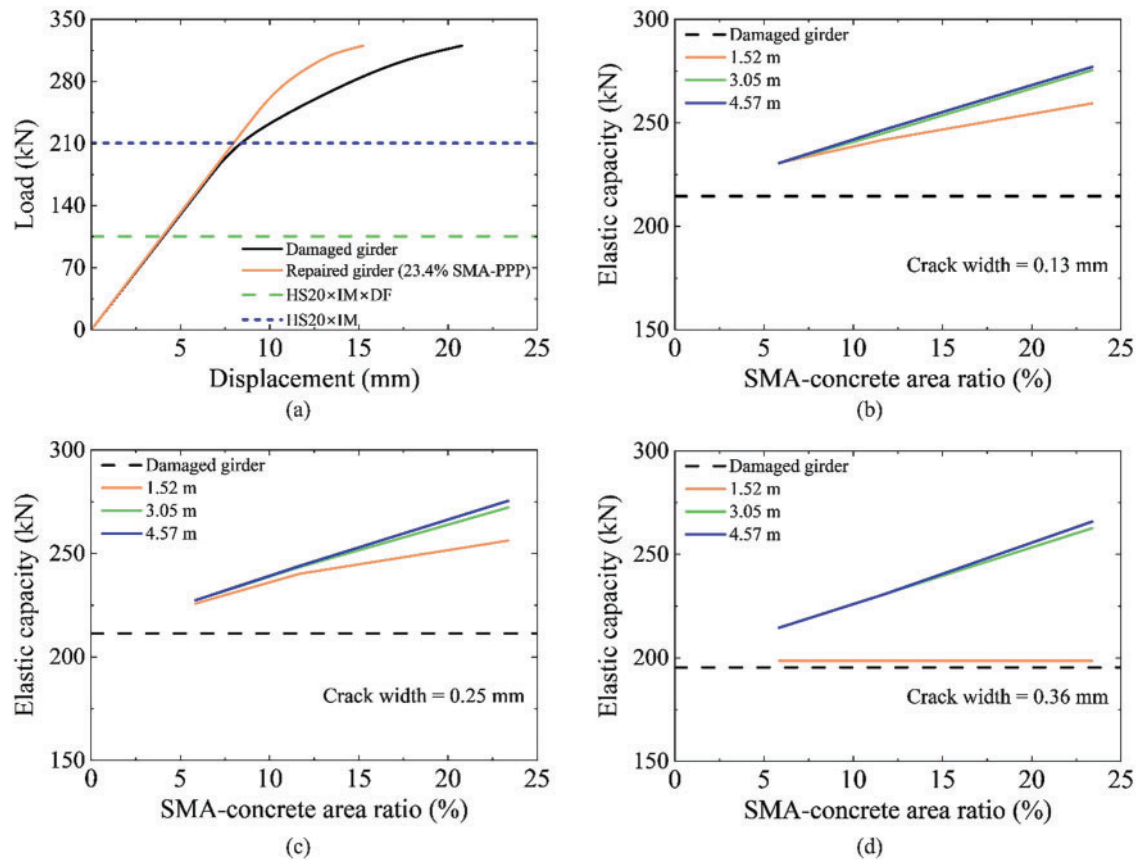 350
280
210
140
70
0
Load (kN)
Damaged girder
Repaired girder (23.4% SMA-PPP)
HS20×IM×DF
HS20×IM
5
10
15
20
25
Displacement (mm)
(a)
300
250
200
150
Elastic capacity (kN)
Damaged girder
1.52 m
3.05 m
4.57 m
Crack width = 0.13 mm
0
5
10
15
20
25
SMA-concrete area ratio (%)
(b)
300
250
200
150
Elastic capacity (kN)
Damaged girder
1.52 m
3.05 m
4.57 m
Crack width = 0.25 mm
0
5
10
15
20
25
SMA-concrete area ratio (%)
(c)
300
250
200
150
Elastic capacity (kN)
Damaged girder
1.52 m
3.05 m
4.57 m
Crack width = 0.36 mm
0
5
10
15
20
25
SMA-concrete area ratio (%)
(d)